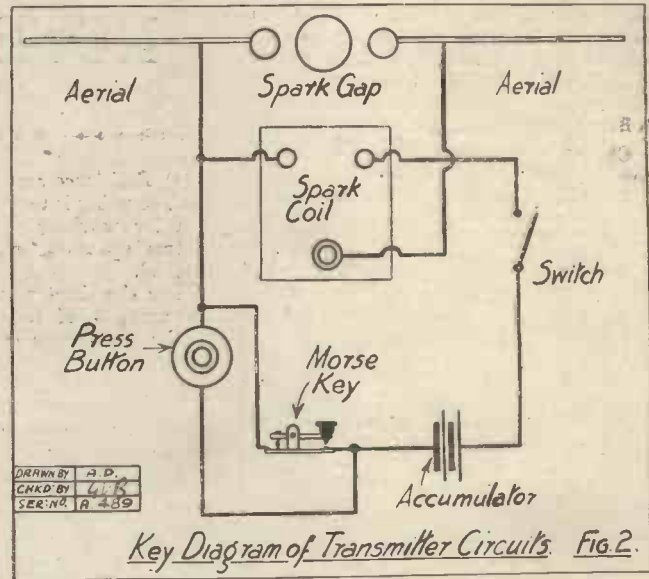 Aerial
Spark Gap
Aerial
Spark
Coil
Switch
Press
Button
Morse
Key
Accumulator
DRAWN BY A.D.
CHKD BY
SER: NO. A 489
Key Diagram of Transmitter Circuits. FIG. 2.